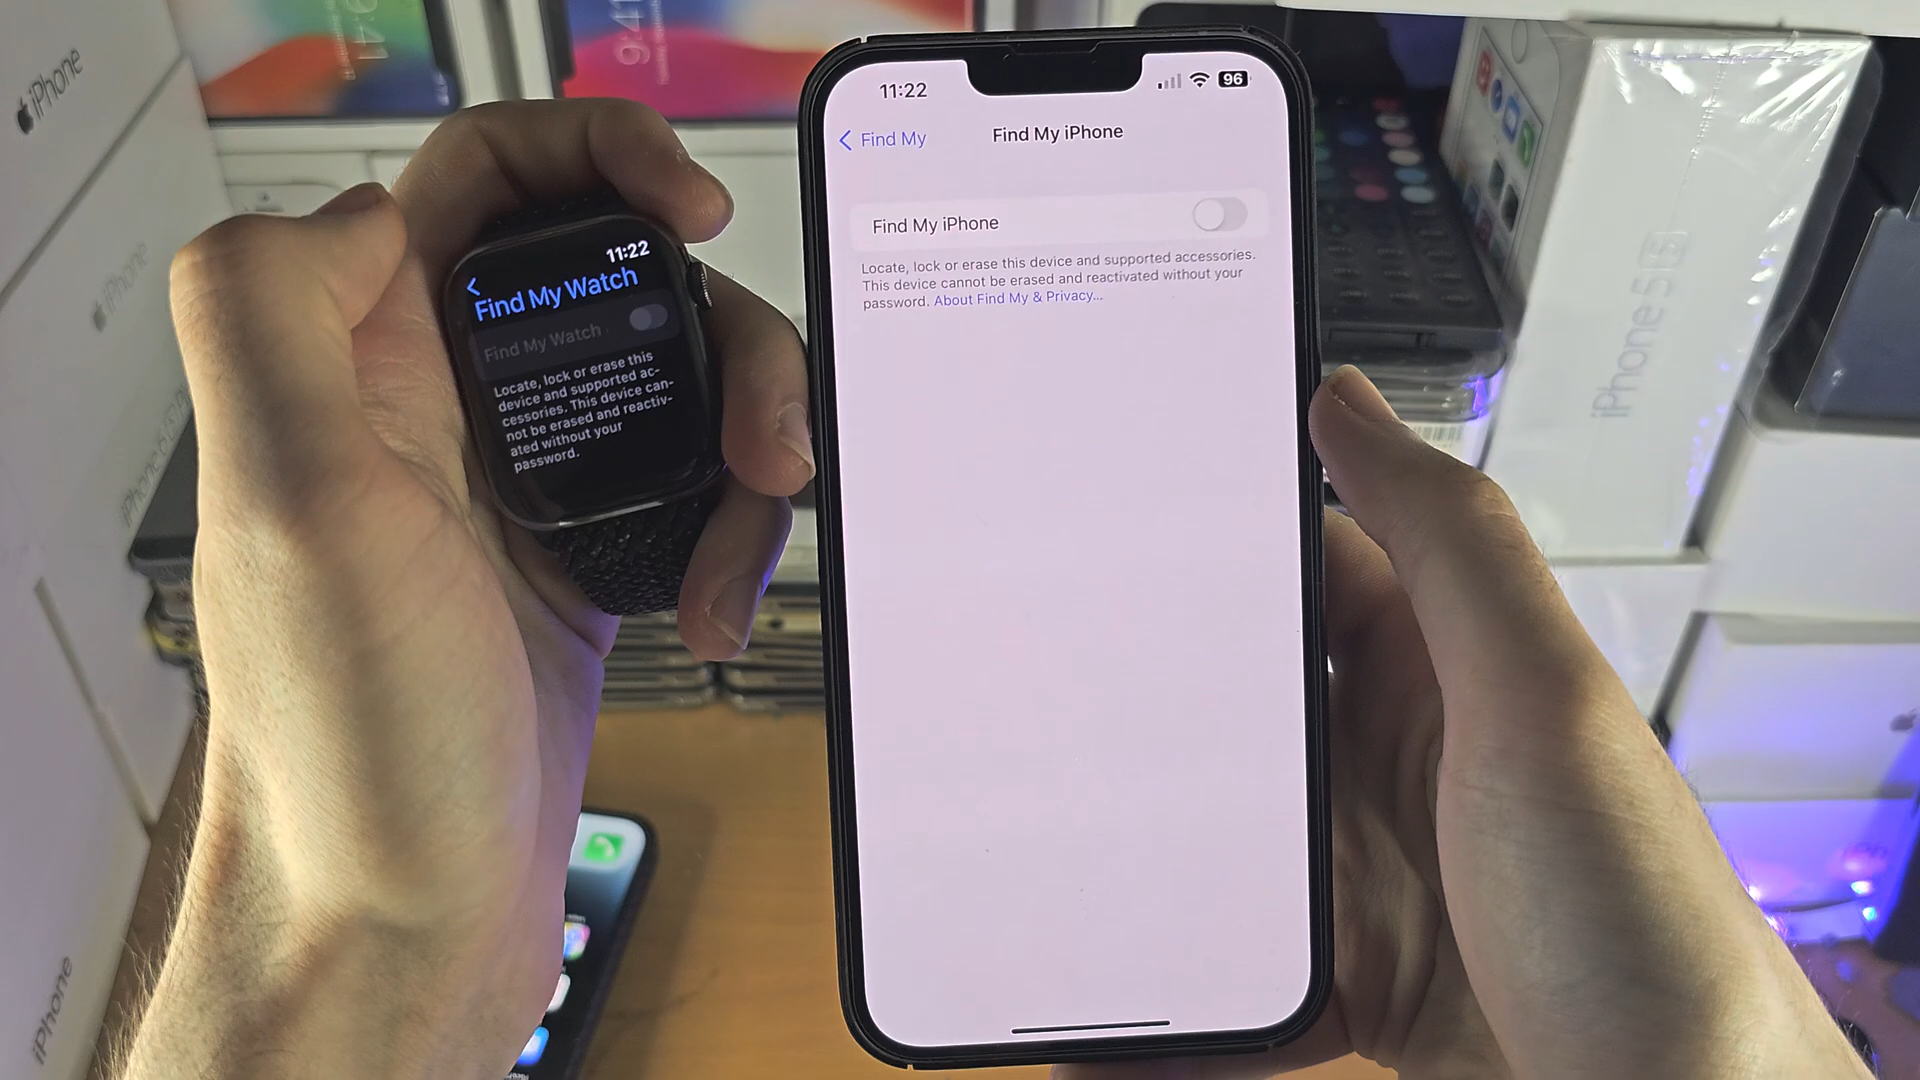 iPhone
iPhone
iPhone
9:41
9:41
11:22
Find My Watch
Find My Watch
Locate, lock or erase this
device and supported ac-
cessories. This device can-
not be erased and reactiv-
ated without your
password.
11:22
96
Find My
Find My iPhone
Find My iPhone
Locate, lock or erase this device and supported accessories.
This device cannot be erased and reactivated without your
password. About Find My & Privacy...
iPhone 5 S